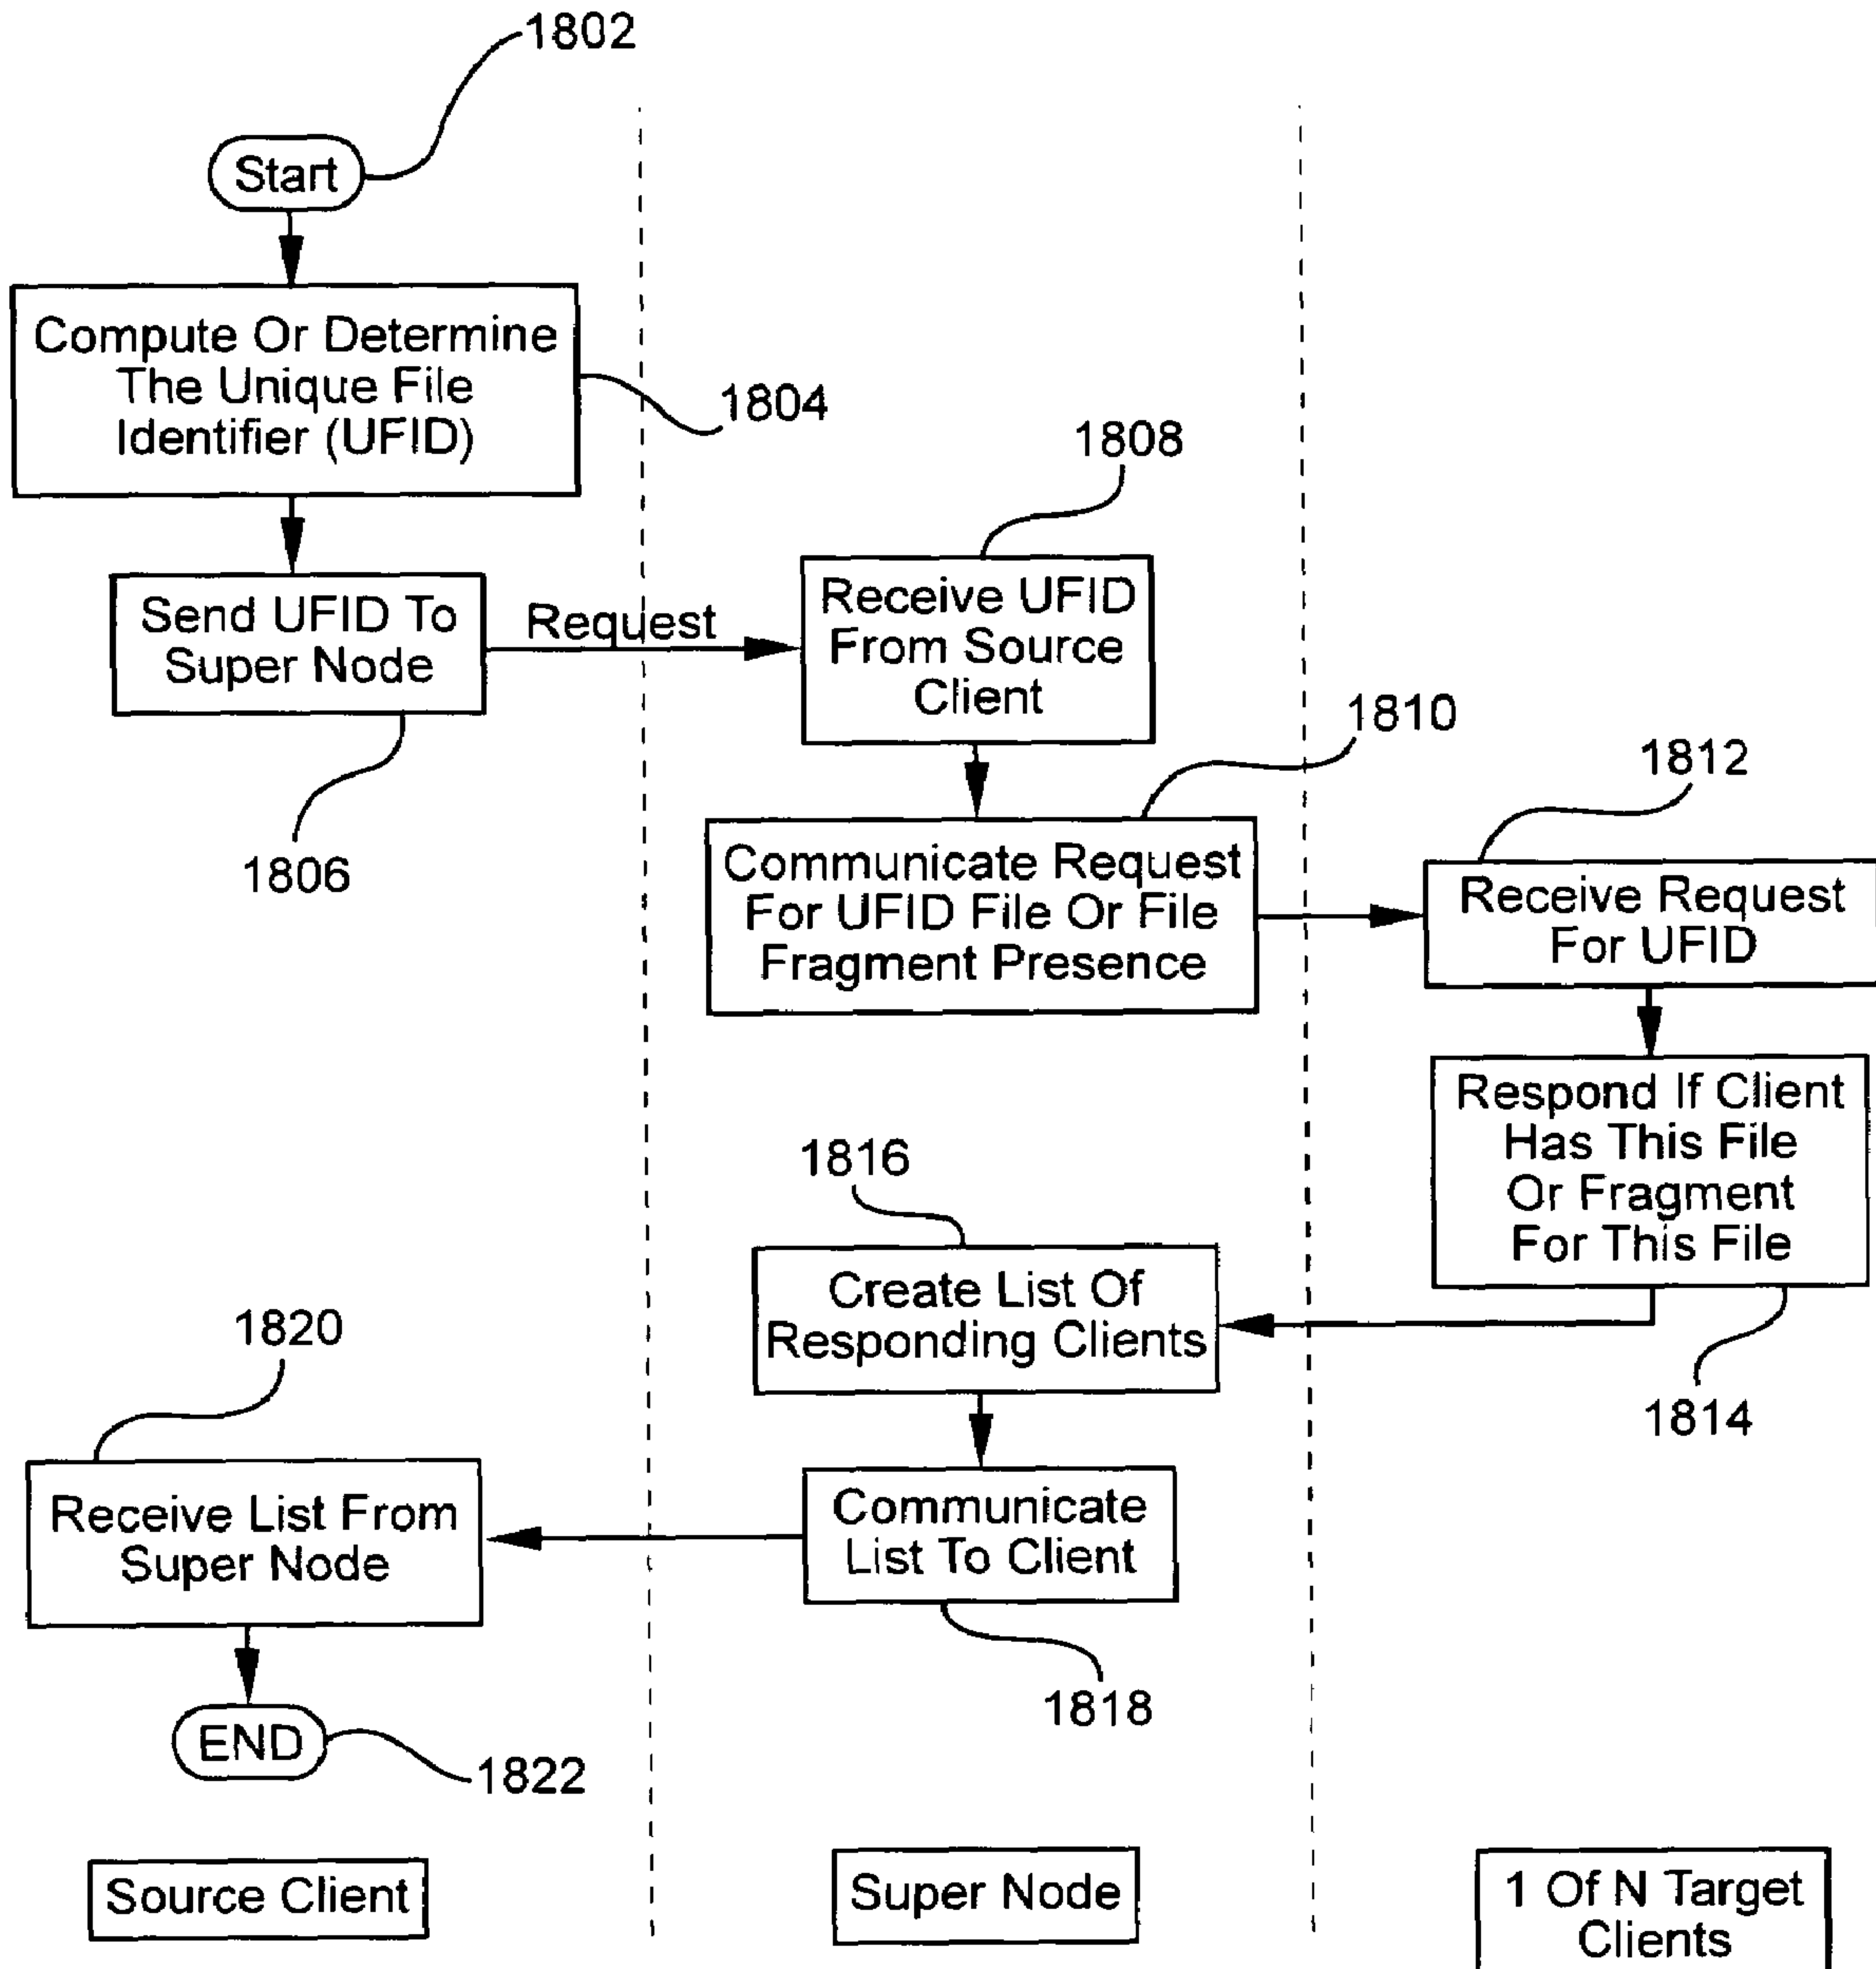 1802
Start
Compute Or Determine
The Unique File
Identifier (UFID)
1804
1808
Send UFID To
Super Node
Request
Receive UFID
From Source
Client
1806
1810
1812
Communicate Request
For UFID File Or File
Fragment Presence
Receive Request
For UFID
Respond If Client
Has This File
Or Fragment
For This File
1814
1816
Create List Of
Responding Clients
1820
Communicate
List To Client
1818
Receive List From
Super Node
END
1822
Source Client
Super Node
1 Of N Target
Clients